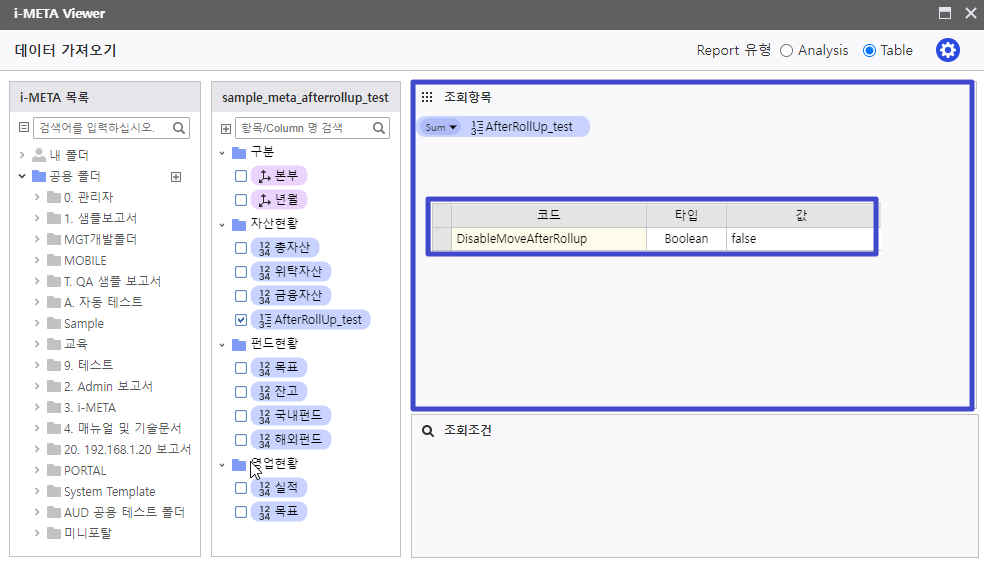 i-META Viewer
데이터 가져오기
Report 유형 Analysis Table
i-META 목록
검색어를 입력하십시오.
내 폴더
공용 폴더
0. 관리자
1. 샘플보고서
MGT개발폴더
MOBILE
T. QA 샘플 보고서
A. 자동 테스트
Sample
교육
9. 테스트
2. Admin 보고서
3. i-META
4. 매뉴얼 및 기술문서
20. 192.168.1.20 보고서
PORTAL
System Template
AUD 공용 테스트 폴더
미니포탈
sample_meta_afterrollup_test
항목/Column 명 검색
구분
본부
년월
자산현황
총자산
위탁자산
금융자산
AfterRollUp_test
펀드현황
목표
잔고
국내펀드
해외펀드
영업현황
실적
목표
조회항목
Sum AfterRollUp_test
코드 타입 값
DisableMoveAfterRollup Boolean false
조회조건